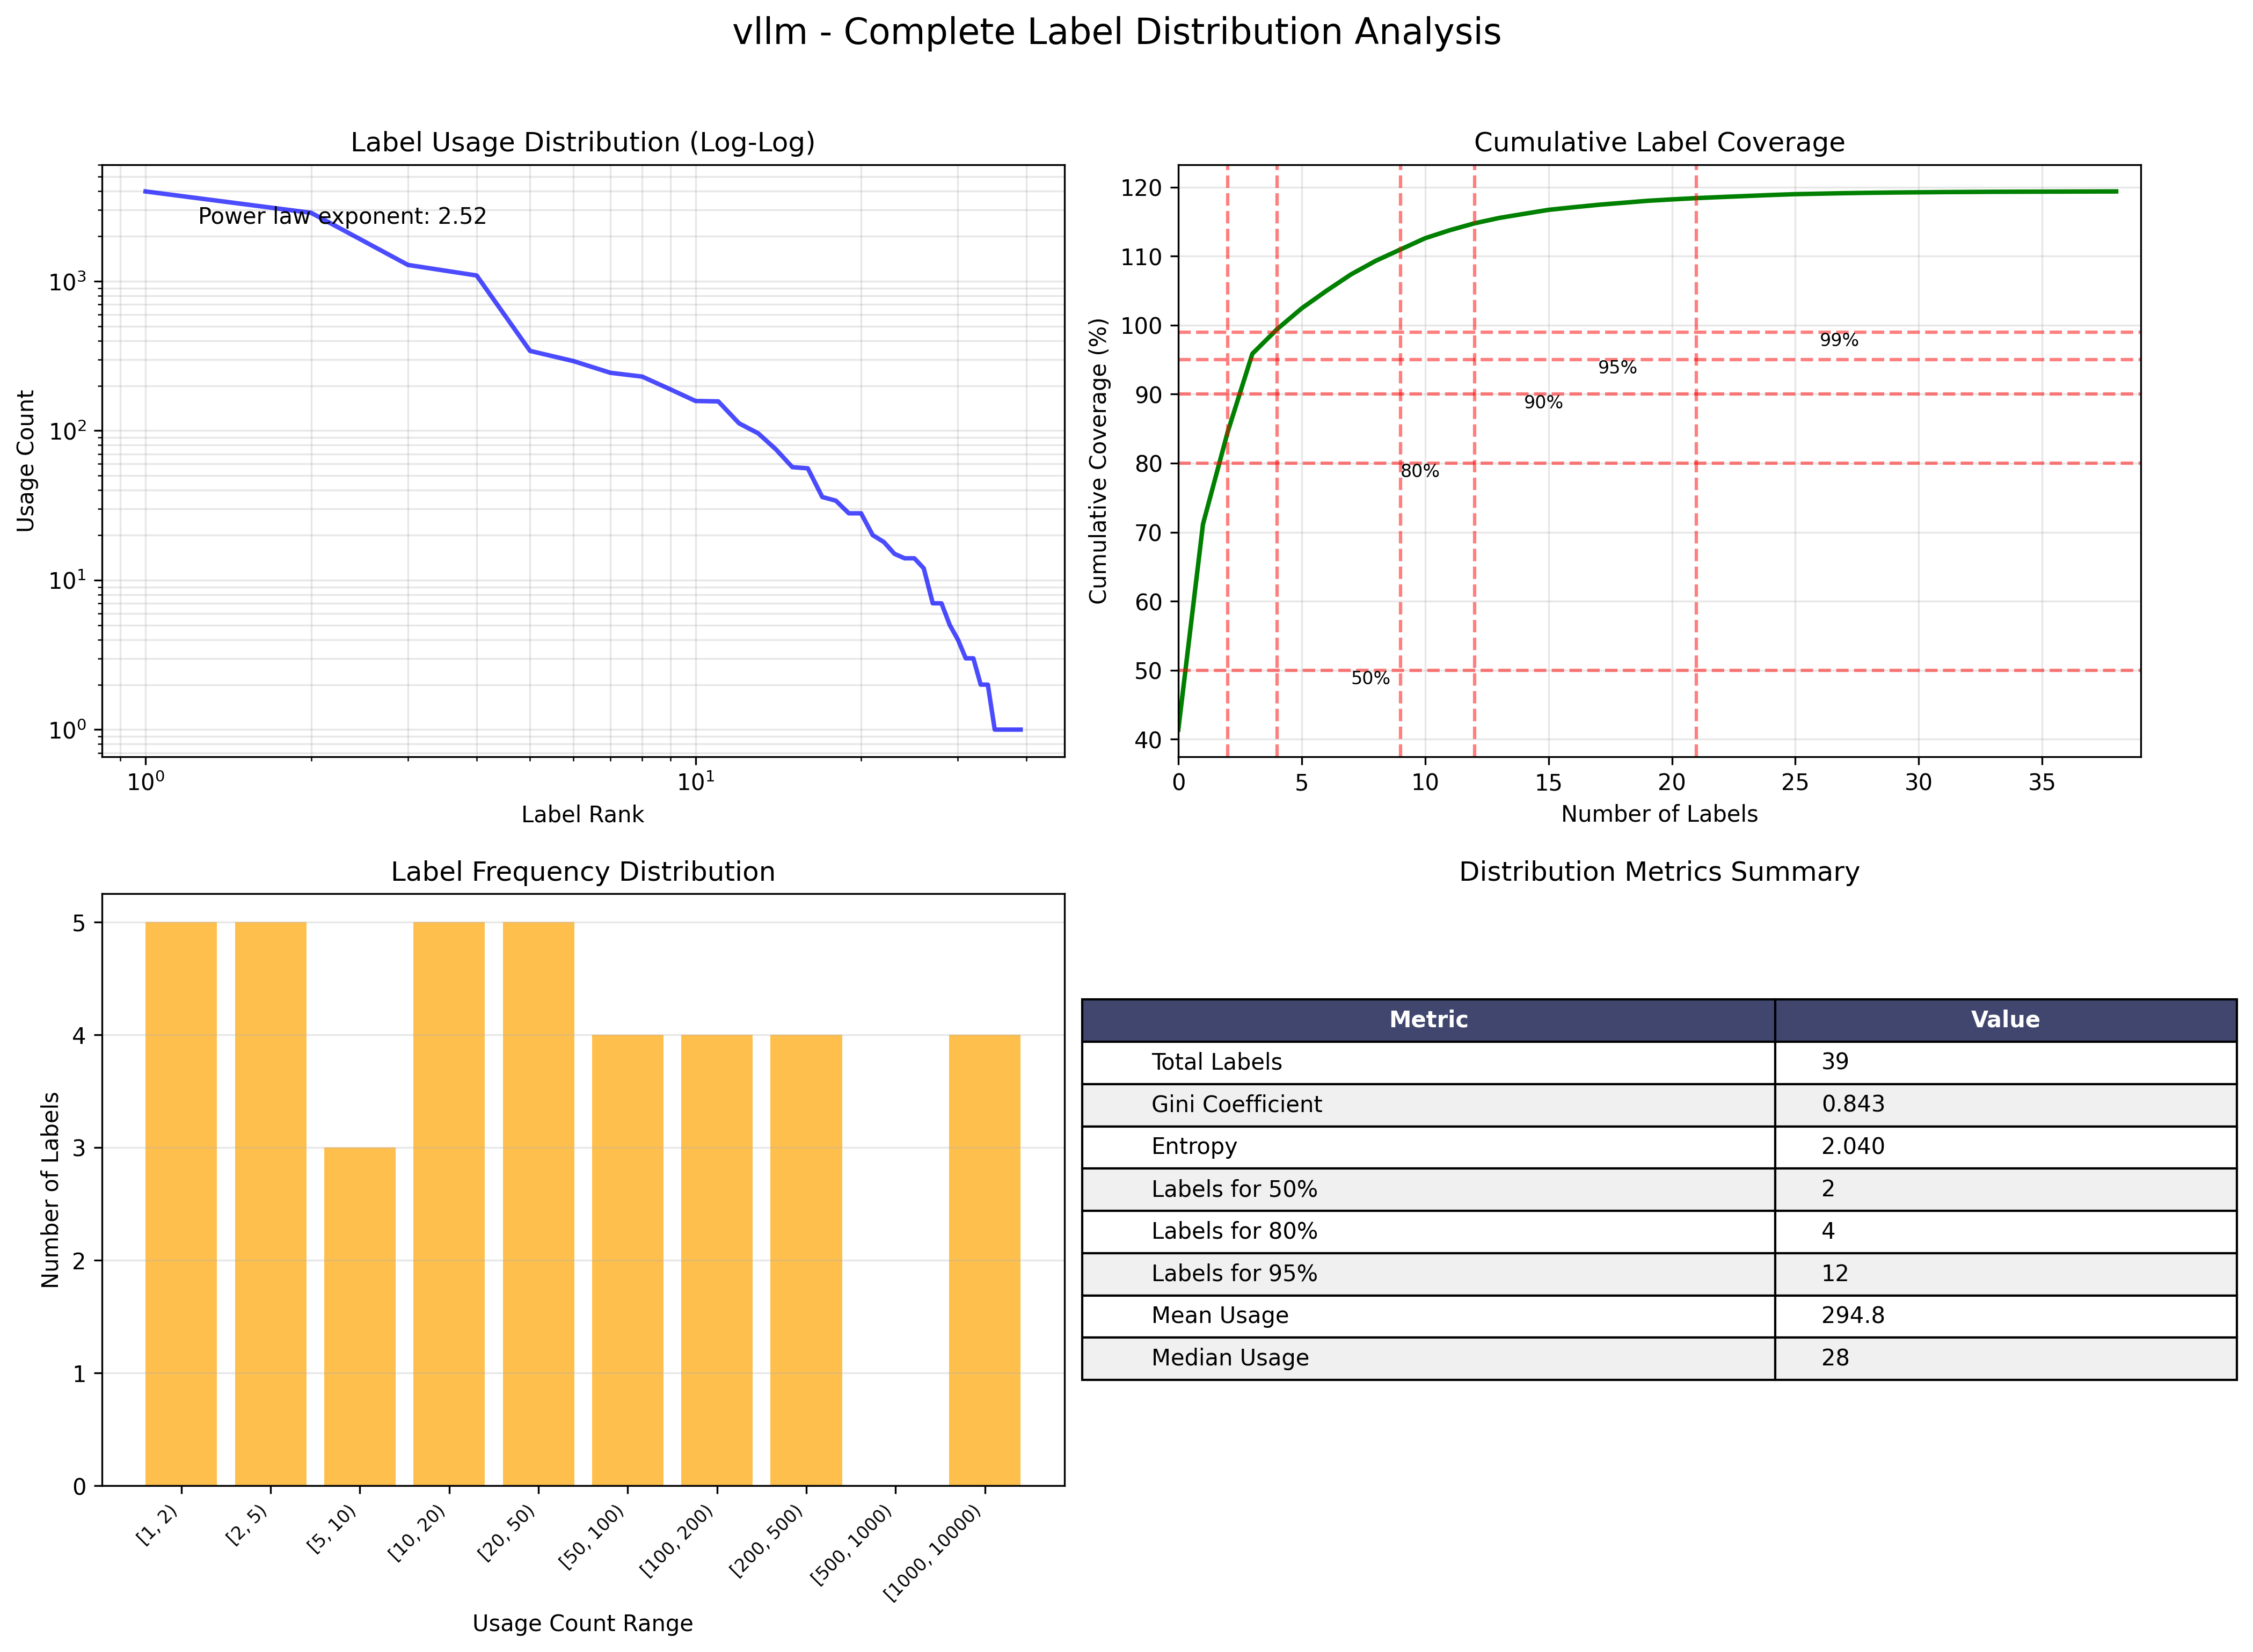 vllm - Complete Label Distribution Analysis
Label Usage Distribution (Log-Log)
Power law exponent: 2.52
Usage Count
10³
10²
10¹
10⁰
10⁰ 10¹
Label Rank
Cumulative Label Coverage
Cumulative Coverage (%)
120
110
100
90
80
70
60
50
40
99%
95%
90%
80%
50%
0 5 10 15 20 25 30 35
Number of Labels
Label Frequency Distribution
Number of Labels
5
4
3
2
1
0
[1, 2) [2, 5) [5, 10) [10, 20) [20, 50) [50, 100) [100, 200) [200, 500) [500, 1000) [1000, 10000)
Usage Count Range
Distribution Metrics Summary
Metric Value
Total Labels 39
Gini Coefficient 0.843
Entropy 2.040
Labels for 50% 2
Labels for 80% 4
Labels for 95% 12
Mean Usage 294.8
Median Usage 28